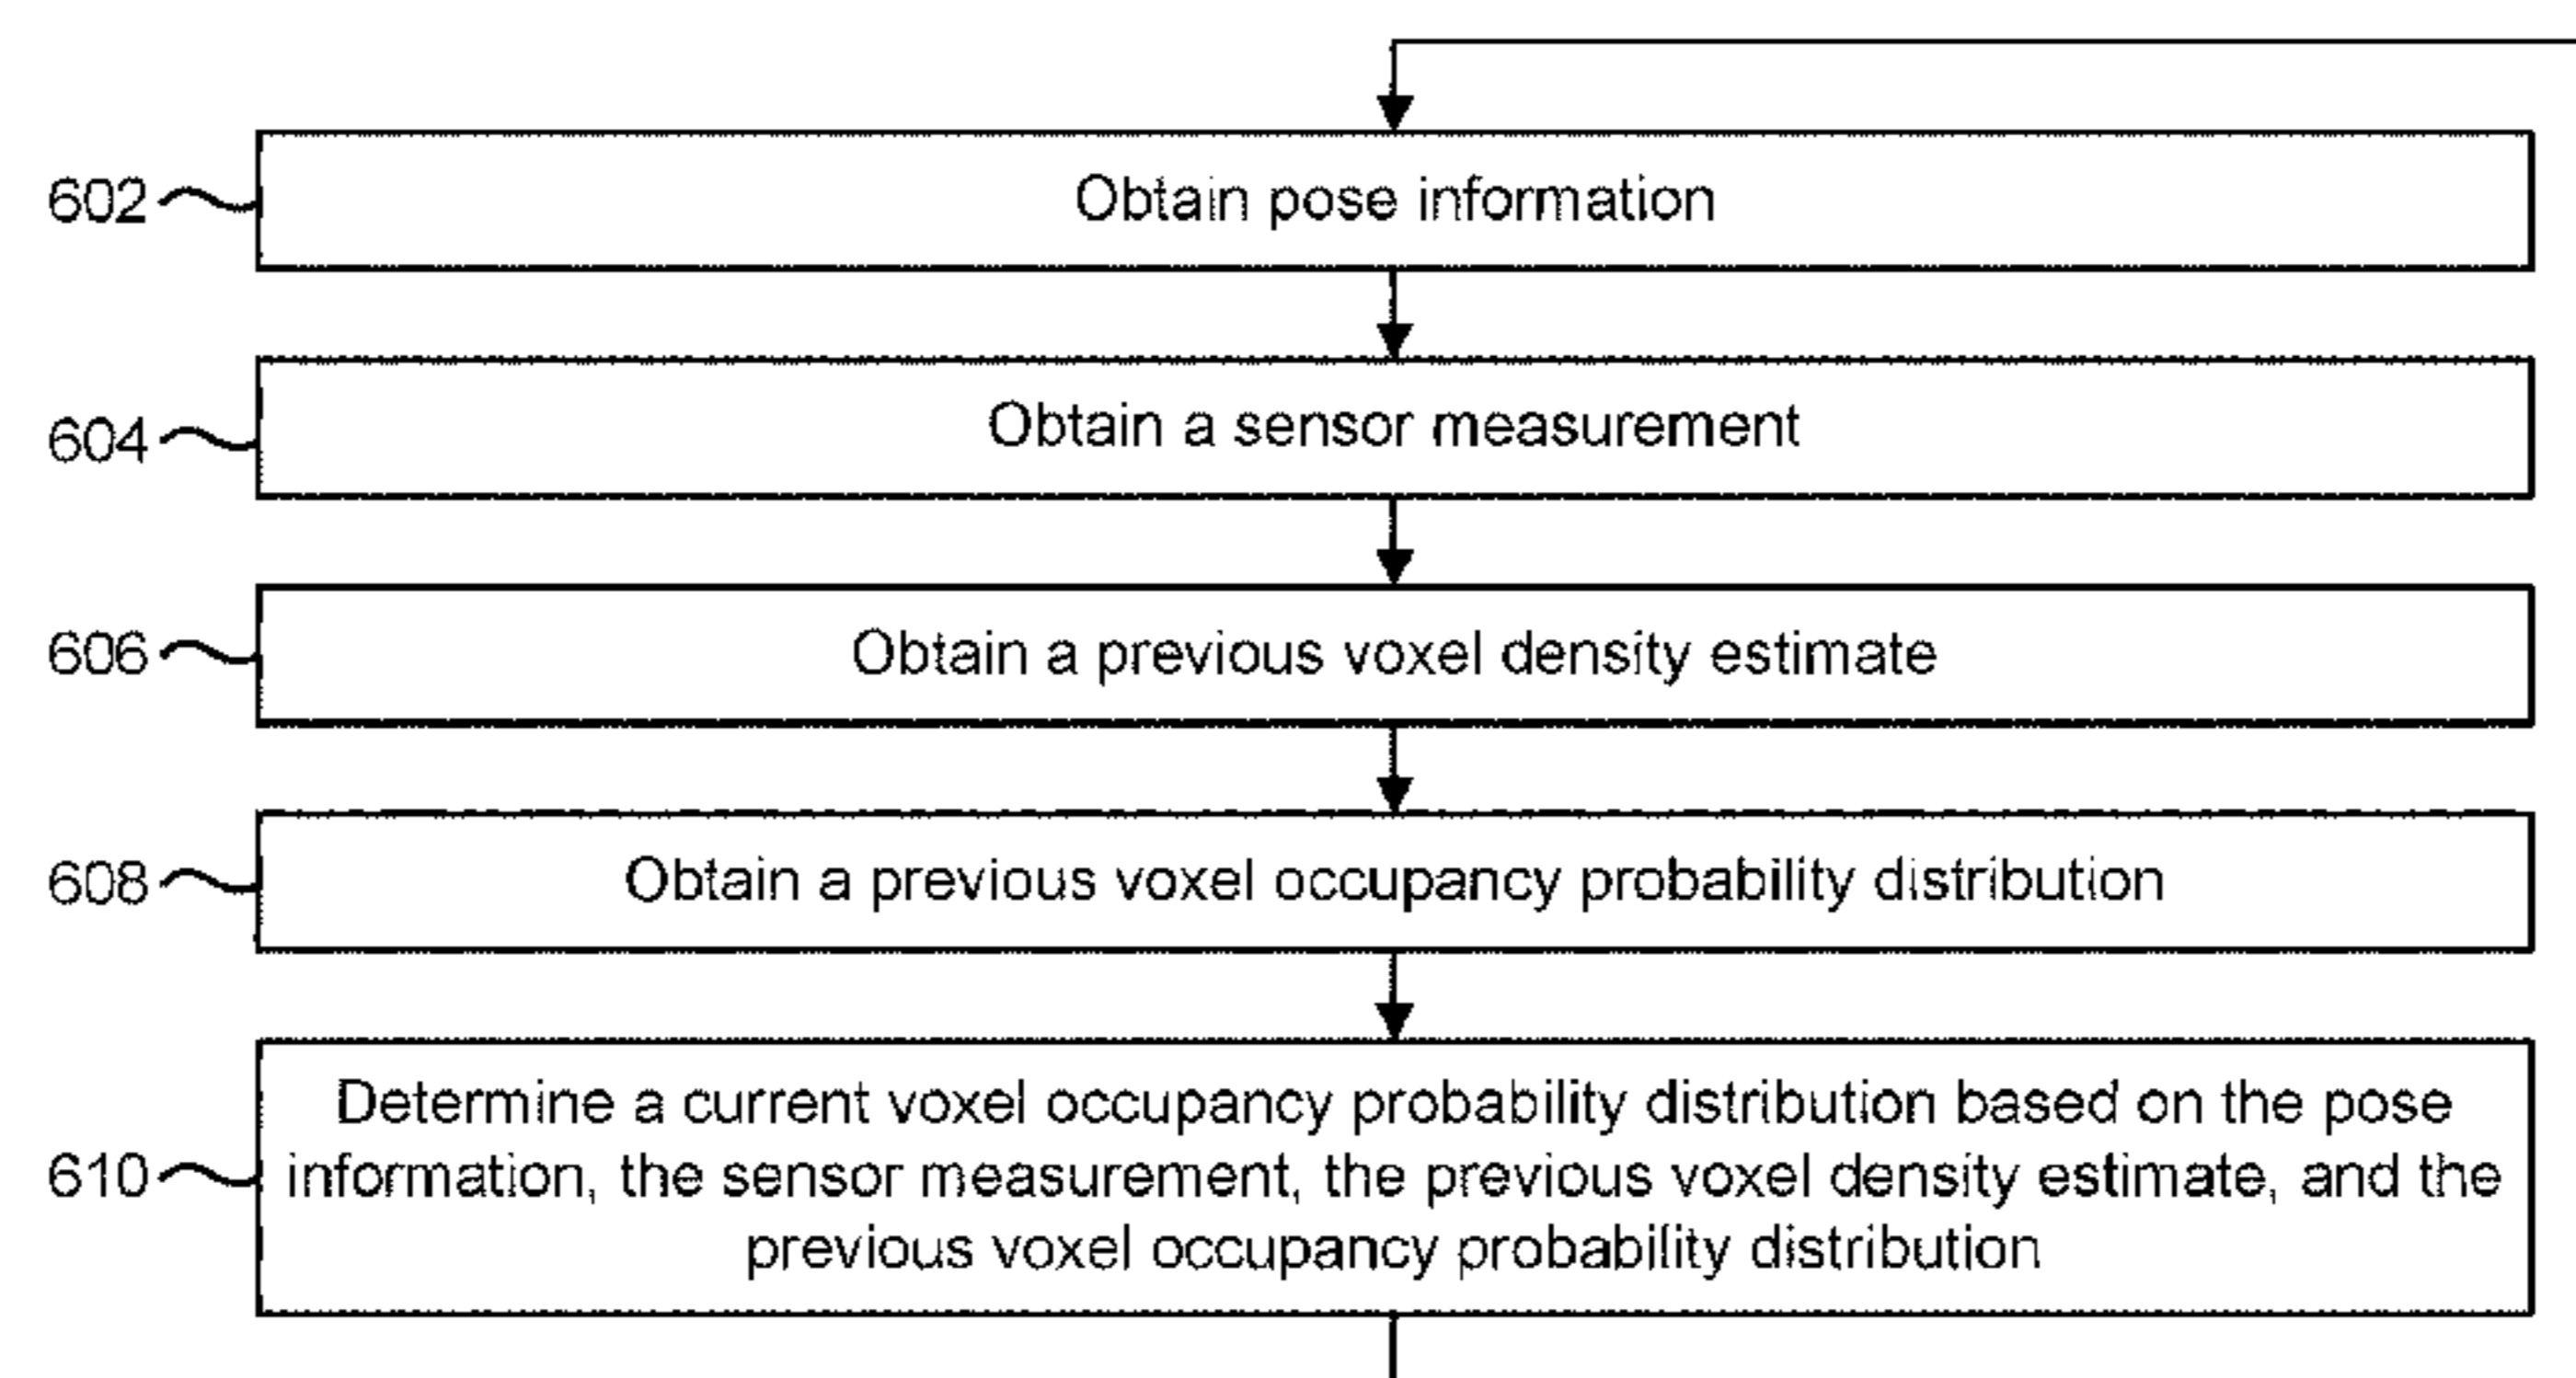 602
Obtain pose information
604
Obtain a sensor measurement
606
Obtain a previous voxel density estimate
608
Obtain a previous voxel occupancy probability distribution
610
Determine a current voxel occupancy probability distribution based on the pose
information, the sensor measurement, the previous voxel density estimate, and the
previous voxel occupancy probability distribution